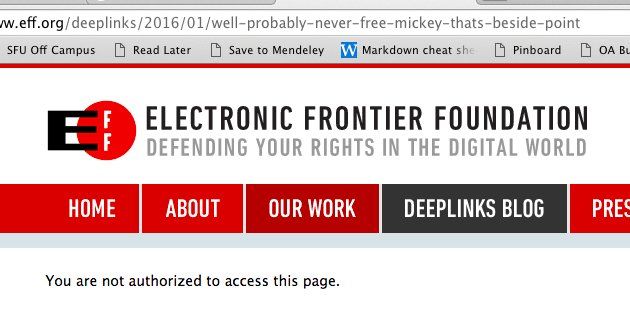 ww.eff.org/deeplinks/2016/01/well-probably-never-free-mickey-thats-beside-point
SFU Off Campus Read Later Save to Mendeley W Markdown cheat she Pinboard OA Bu
EFF ELECTRONIC FRONTIER FOUNDATION
DEFENDING YOUR RIGHTS IN THE DIGITAL WORLD
HOME ABOUT OUR WORK DEEPLINKS BLOG PRES
You are not authorized to access this page.